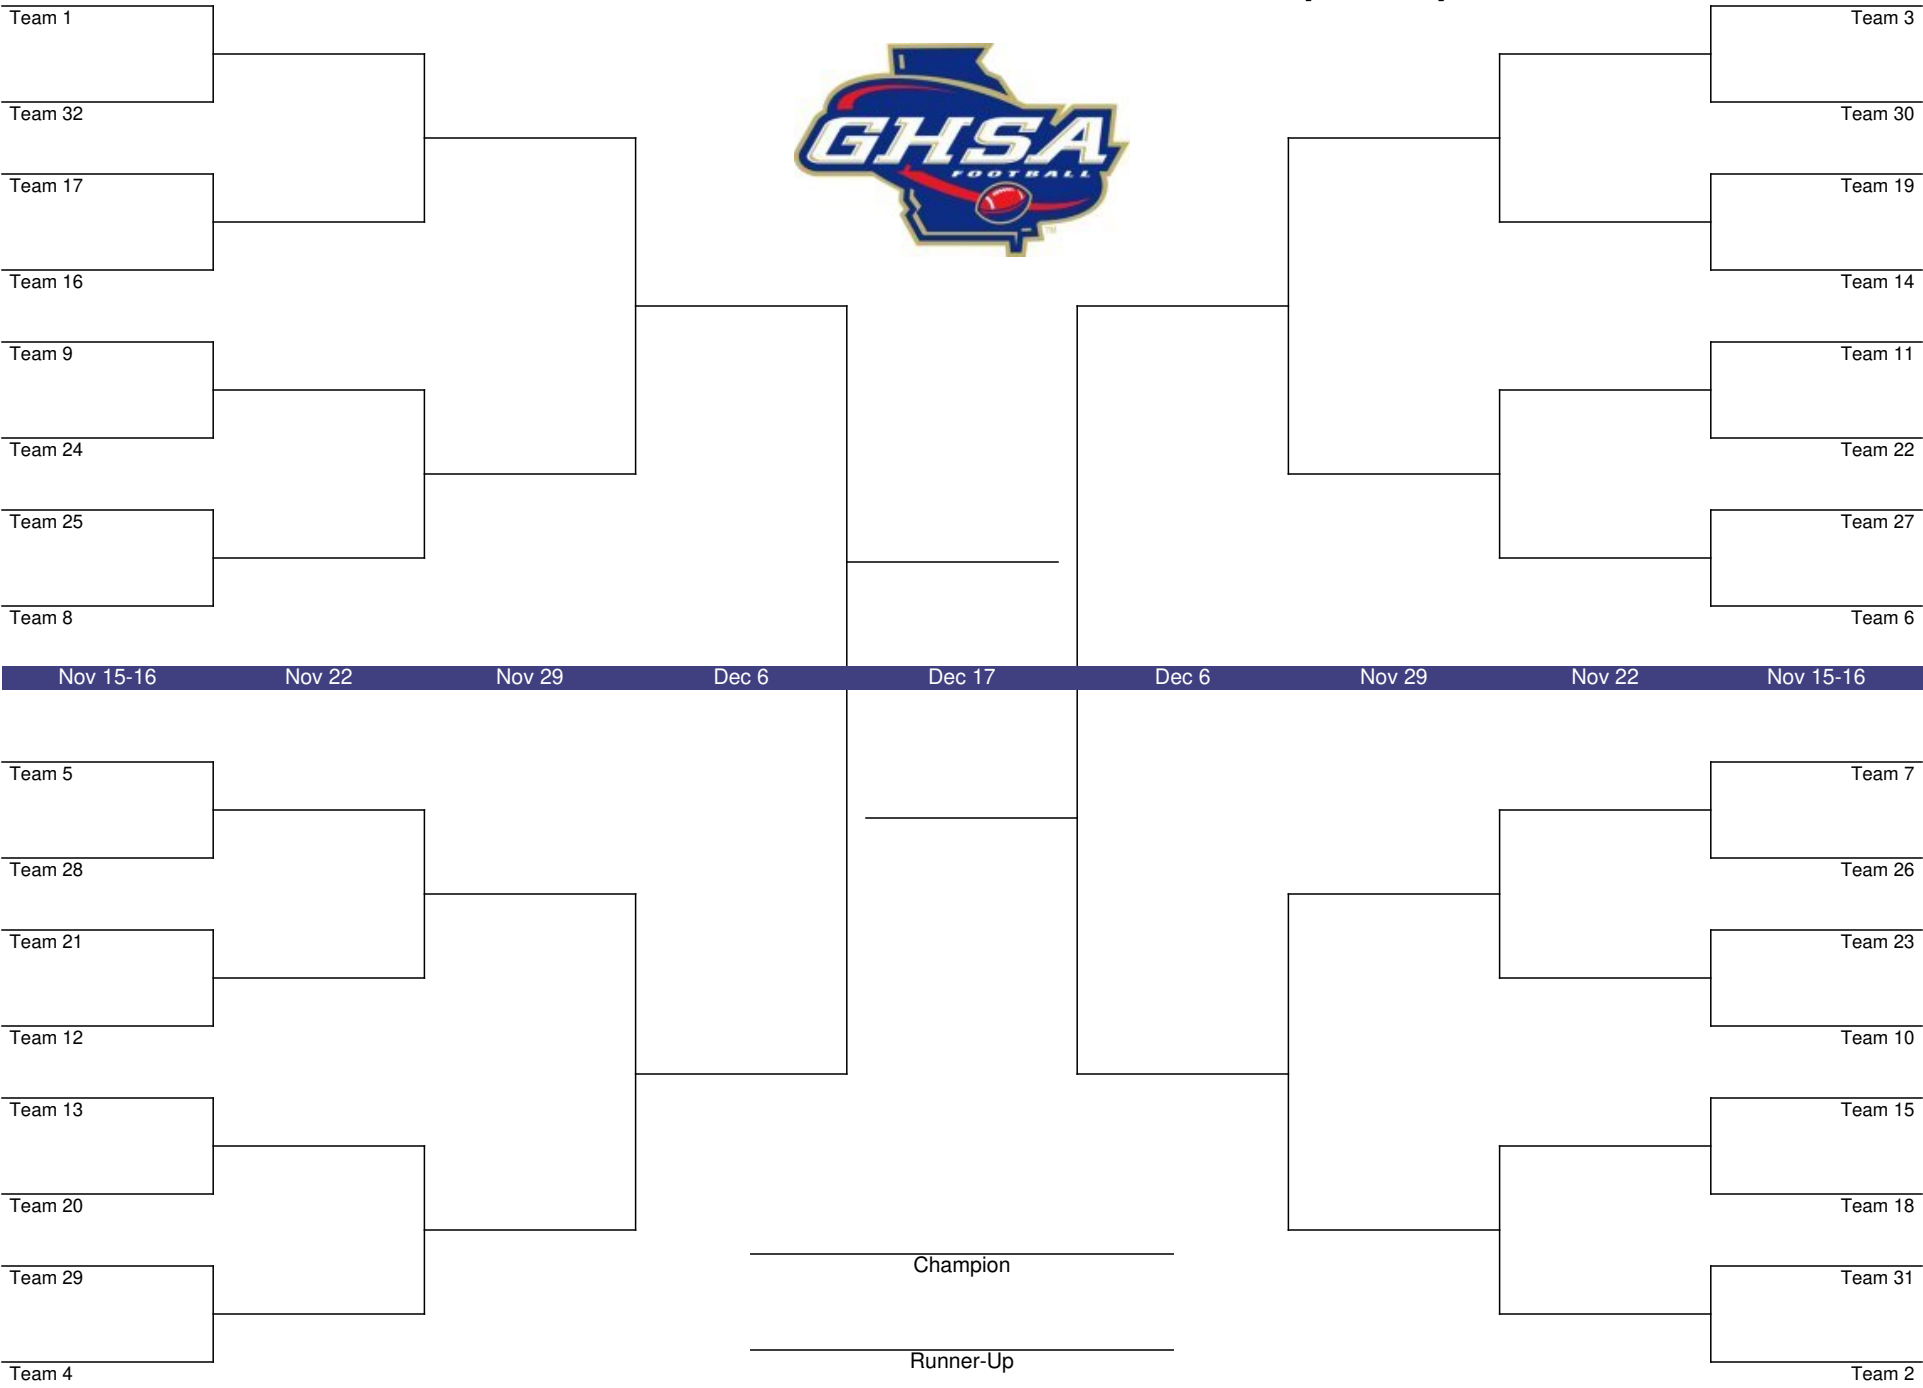 Team 1
Team 3
Team 32
Team 30
Team 17
Team 19
Team 16
Team 14
Team 9
Team 11
Team 24
Team 22
Team 25
Team 27
Team 8
Team 6
GHSA
FOOTBALL
TM
Nov 15-16 Nov 22 Nov 29 Dec 6 Dec 17 Dec 6 Nov 29 Nov 22 Nov 15-16
Team 5
Team 7
Team 28
Team 26
Team 21
Team 23
Team 12
Team 10
Team 13
Team 15
Team 20
Team 18
Team 29
Team 31
Team 4
Team 2
Champion
Runner-Up